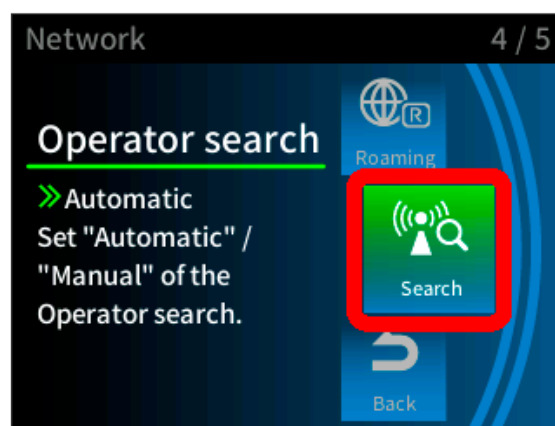 Network 4 / 5
Operator search
Automatic
Set "Automatic" /
"Manual" of the
Operator search.
R
Roaming
Search
Back